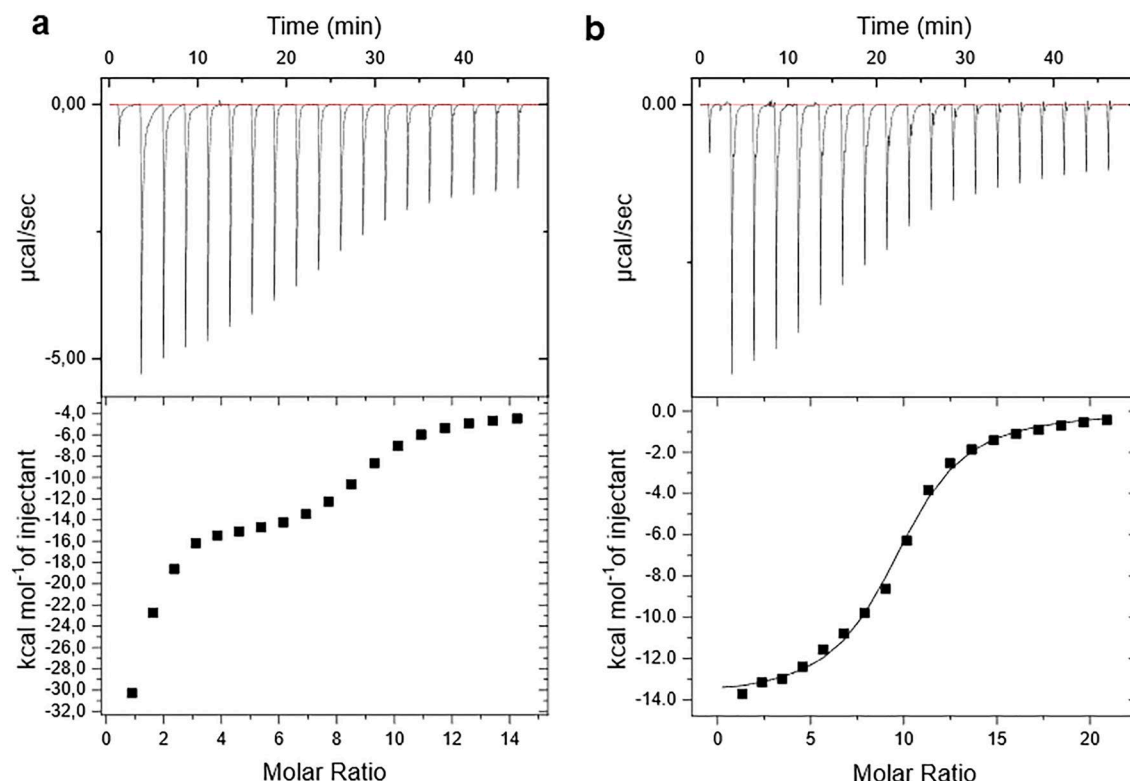 a
Time (min)
0 10 20 30 40
0,00
-5,00
µcal/sec
-4,0
-6,0
-8,0
-10,0
-12,0
-14,0
-16,0
-18,0
-20,0
-22,0
-24,0
-26,0
-28,0
-30,0
-32,0
kcal mol⁻¹of injectant
0 2 4 6 8 10 12 14
Molar Ratio
b
Time (min)
0 10 20 30 40
0.00
µcal/sec
0.0
-2.0
-4.0
-6.0
-8.0
-10.0
-12.0
-14.0
kcal mol⁻¹of injectant
0 5 10 15 20
Molar Ratio